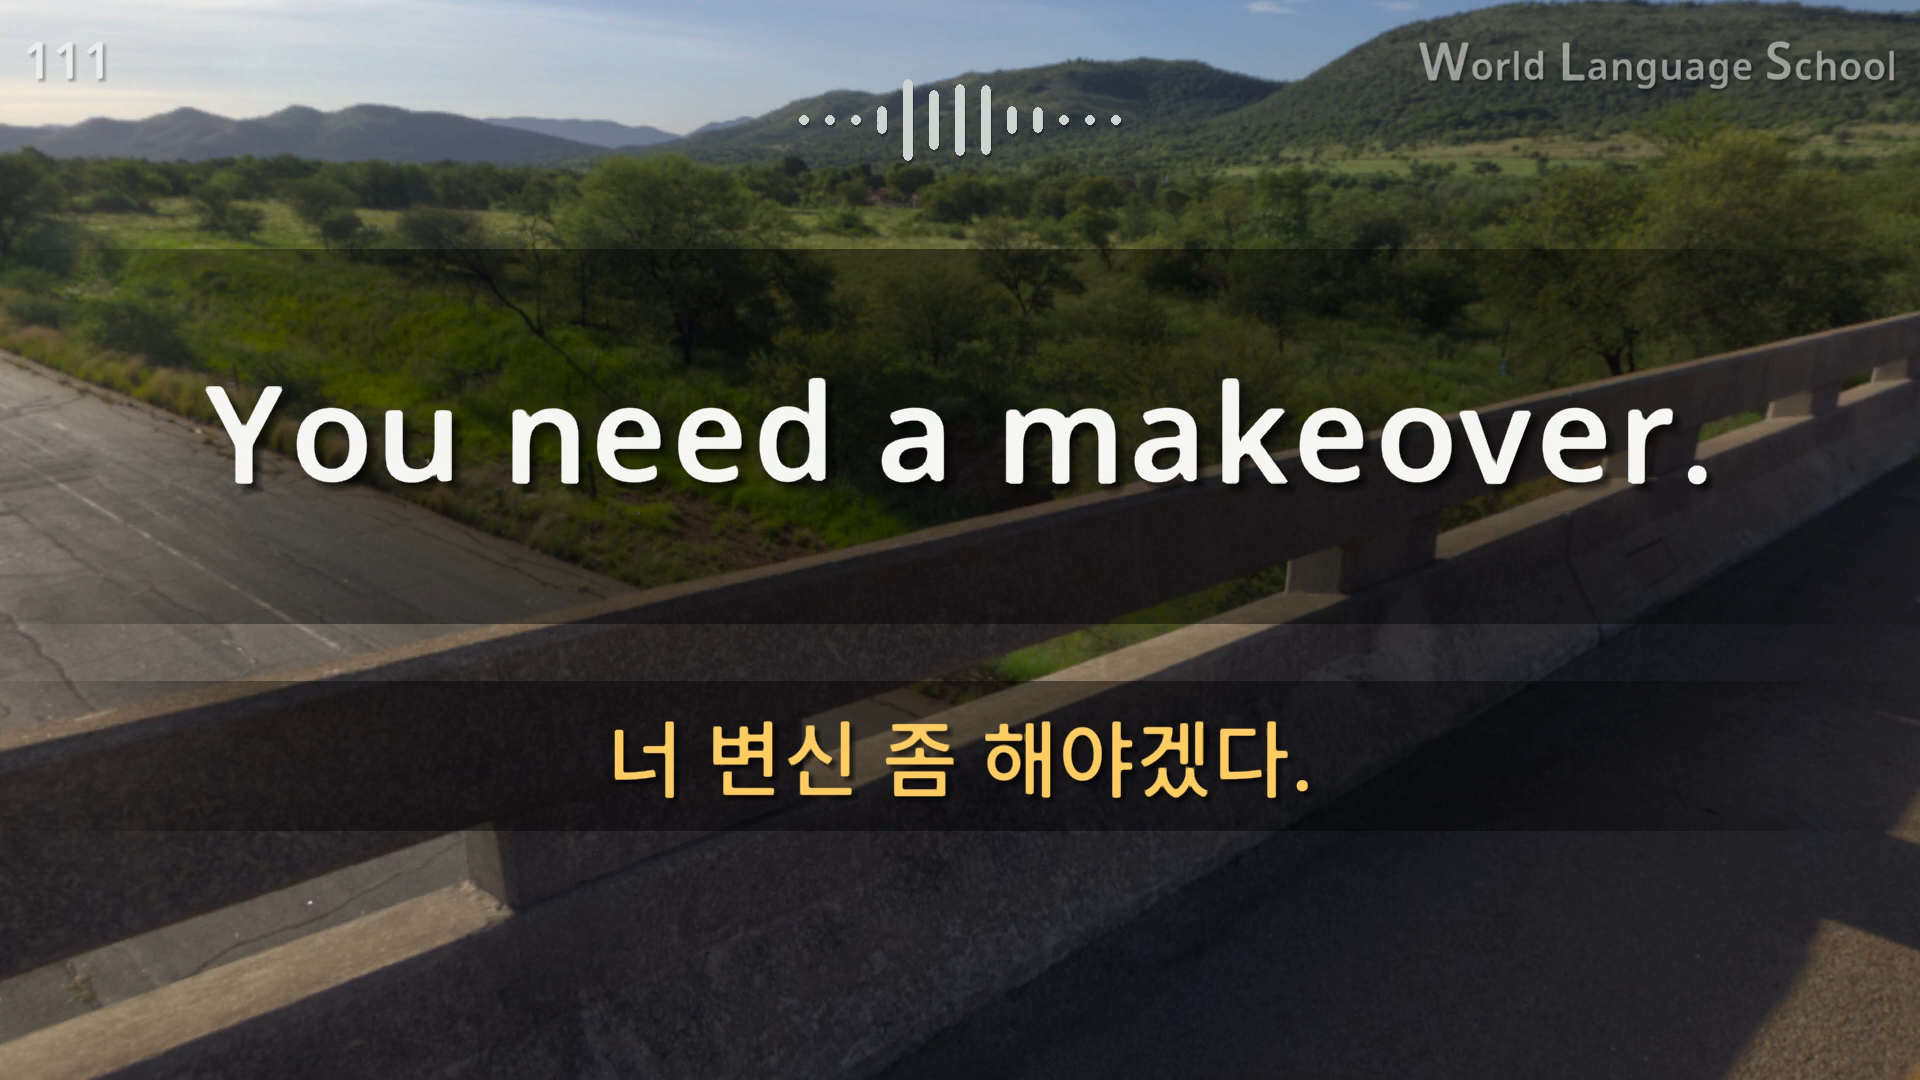 111
World Language School
You need a makeover.
너 변신 좀 해야겠다.